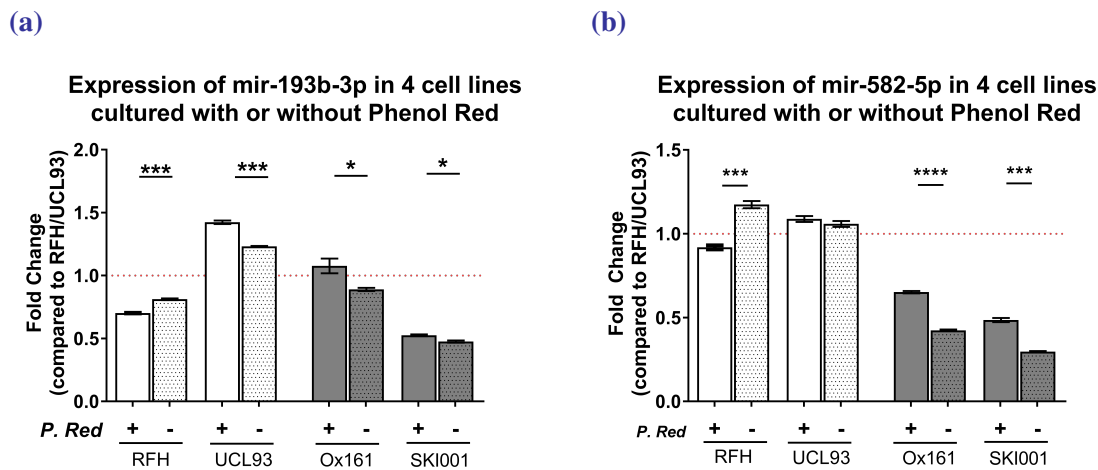 (a)
Expression of mir-193b-3p in 4 cell lines
cultured with or without Phenol Red
Fold Change
(compared to RFH/UCL93)
2.0
1.5
1.0
0.5
0.0
***
***
*
*
P. Red
+ - + - + - + -
RFH UCL93 Ox161 SKI001
(b)
Expression of mir-582-5p in 4 cell lines
cultured with or without Phenol Red
Fold Change
(compared to RFH/UCL93)
1.5
1.0
0.5
0.0
***
****
***
P. Red
+ - + - + - + -
RFH UCL93 Ox161 SKI001